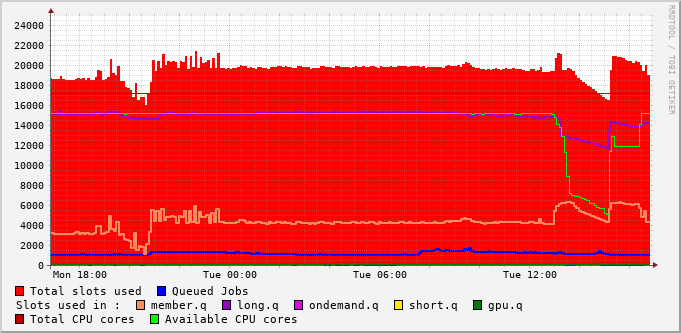 24000
22000
20000
18000
16000
14000
12000
10000
8000
6000
4000
2000
0
Mon 18:00 Tue 00:00 Tue 06:00 Tue 12:00
RRDTOOL / TOBI OETIKER
Total slots used Queued Jobs
Slots used in : member.q long.q ondemand.q short.q gpu.q
Total CPU cores Available CPU cores